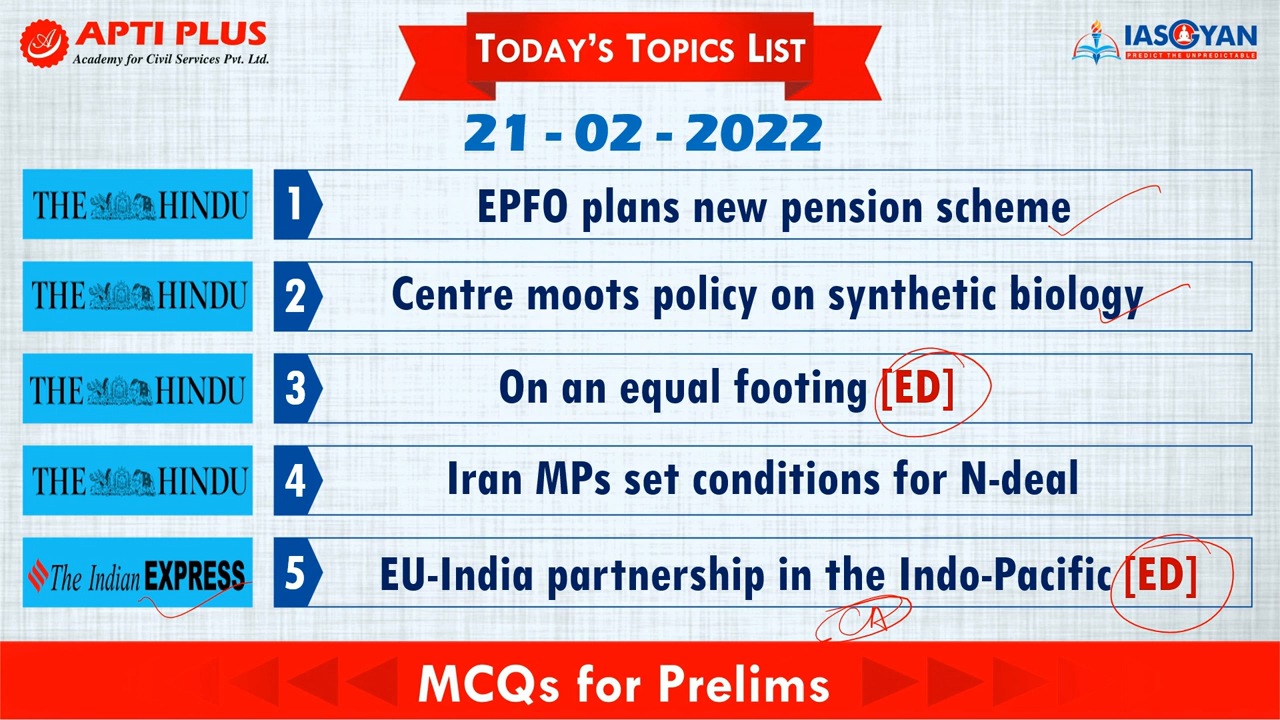 APTI PLUS
Academy for Civil Services Pvt. Ltd.
TODAY'S TOPICS LIST
IASGYAN
PREDICT THE UNPREDICTABLE
21 - 02 - 2022
THE HINDU
1
EPFO plans new pension scheme
THE HINDU
2
Centre moots policy on synthetic biology
THE HINDU
3
On an equal footing [ED]
THE HINDU
4
Iran MPs set conditions for N-deal
The Indian EXPRESS
5
EU-India partnership in the Indo-Pacific [ED]
MCQs for Prelims